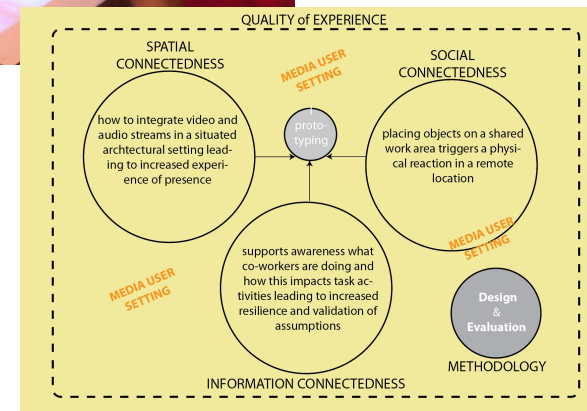 QUALITY of EXPERIENCE
SPATIAL
CONNECTEDNESS
MEDIA USER
SETTING
SOCIAL
CONNECTEDNESS
how to integrate video and
audio streams in a situated
archtectural setting lead-
ing to increased experi-
ence of presence
proto-
typing
placing objects on a shared
work area triggers a physi-
cal reaction in a remote
location
MEDIA USER
SETTING
supports awareness what
co-workers are doing and
how this impacts task ac-
tivities leading to increased
resilience and validation of
assumptions
MEDIA USER
SETTING
Design
&
Evaluation
METHODOLOGY
INFORMATION CONNECTEDNESS